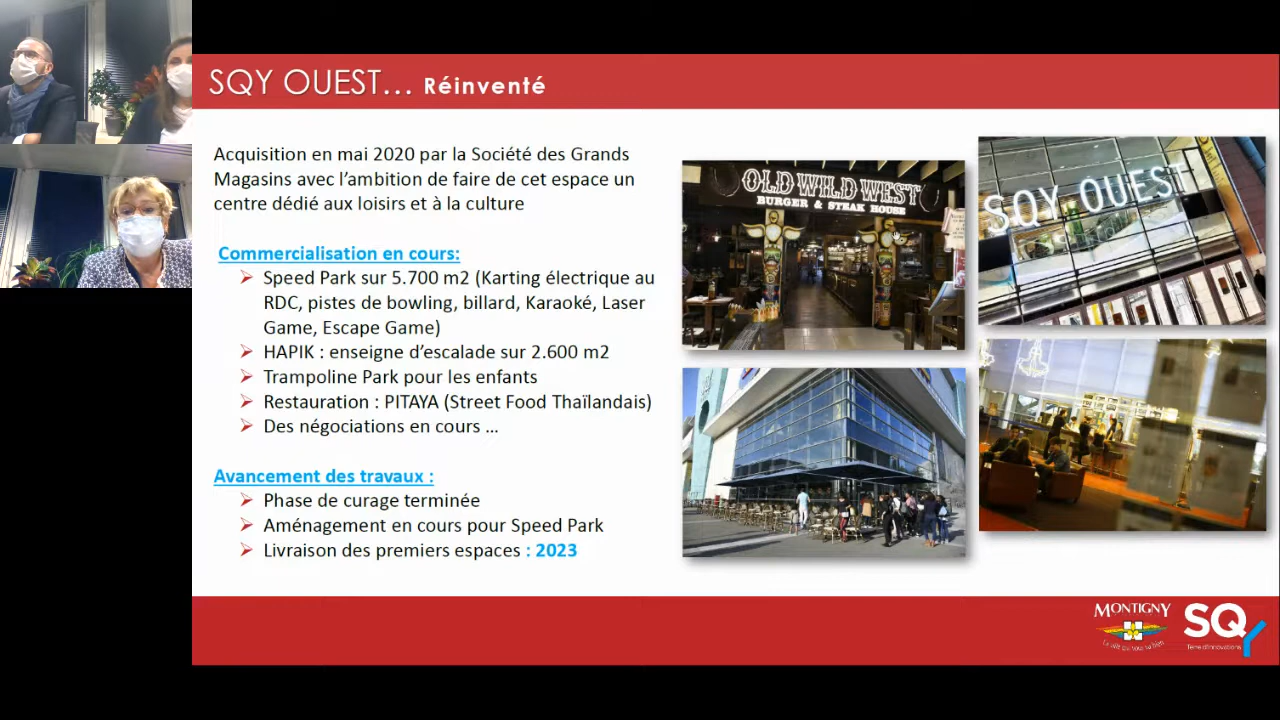 SQY OUEST... Réinventé
Acquisition en mai 2020 par la Société des Grands
Magasins avec l'ambition de faire de cet espace un
centre dédié aux loisirs et à la culture
Commercialisation en cours:
➢ Speed Park sur 5.700 m2 (Karting électrique au
RDC, pistes de bowling, billard, Karaoké, Laser
Game, Escape Game)
➢ HAPIK : enseigne d'escalade sur 2.600 m2
➢ Trampoline Park pour les enfants
➢ Restauration : PITAYA (Street Food Thaïlandais)
➢ Des négociations en cours ...
Avancement des travaux :
➢ Phase de curage terminée
➢ Aménagement en cours pour Speed Park
➢ Livraison des premiers espaces : 2023
OLD WILD WEST
BURGER & STEAK HOUSE
SQY OUEST
MONTIGNY
SQY
Terre d'innovations